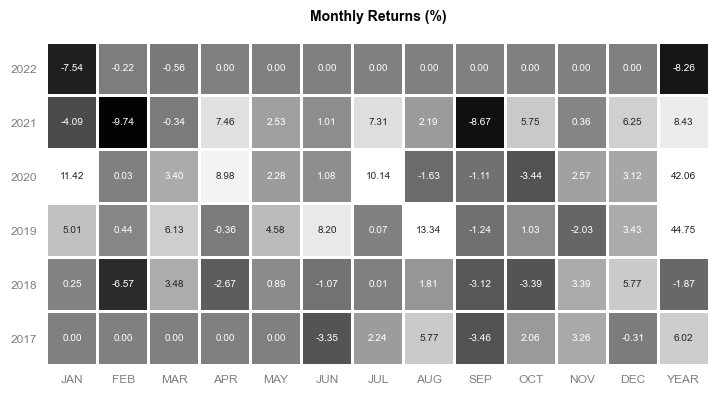 Monthly Returns (%)
2022 -7.54 -0.22 -0.56 0.00 0.00 0.00 0.00 0.00 0.00 0.00 0.00 0.00 -8.26
2021 -4.09 -9.74 -0.34 7.46 2.53 1.01 7.31 2.19 -8.67 5.75 0.36 6.25 8.43
2020 11.42 0.03 3.40 8.98 2.28 1.08 10.14 -1.63 -1.11 -3.44 2.57 3.12 42.06
2019 5.01 0.44 6.13 -0.36 4.58 8.20 0.07 13.34 -1.24 1.03 -2.03 3.43 44.75
2018 0.25 -6.57 3.48 -2.67 0.89 -1.07 0.01 1.81 -3.12 -3.39 3.39 5.77 -1.87
2017 0.00 0.00 0.00 0.00 0.00 -3.35 2.24 5.77 -3.46 2.06 3.26 -0.31 6.02
JAN FEB MAR APR MAY JUN JUL AUG SEP OCT NOV DEC YEAR